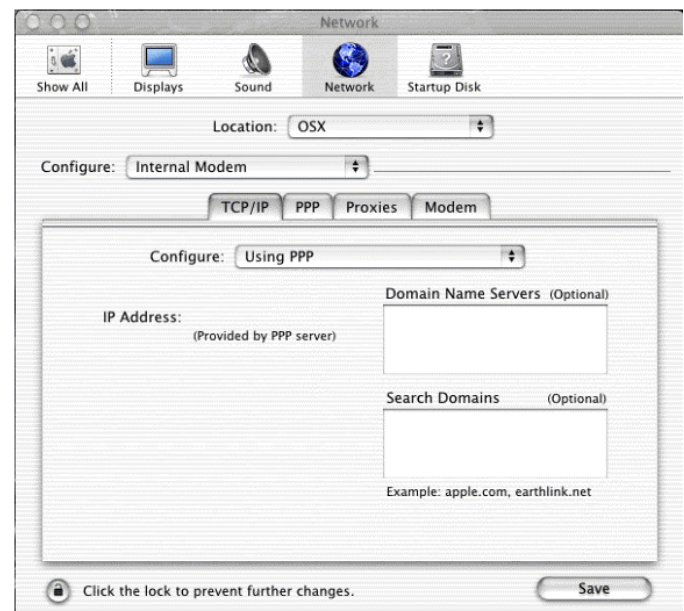 Network
Show All Displays Sound Network Startup Disk
Location: OSX
Configure: Internal Modem
TCP/IP PPP Proxies Modem
Configure: Using PPP
Domain Name Servers (Optional)
IP Address:
(Provided by PPP server)
Search Domains (Optional)
Example: apple.com, earthlink.net
Click the lock to prevent further changes.
Save